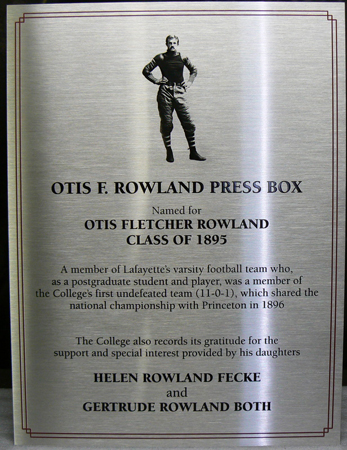 OTIS F. ROWLAND PRESS BOX
Named for
OTIS FLETCHER ROWLAND
CLASS OF 1895
A member of Lafayette's varsity football team who,
as a postgraduate student and player, was a member of
the College's first undefeated team (11-0-1), which shared the
national championship with Princeton in 1896
The College also records its gratitude for the
support and special interest provided by his daughters
HELEN ROWLAND FECKE
and
GERTRUDE ROWLAND BOTH